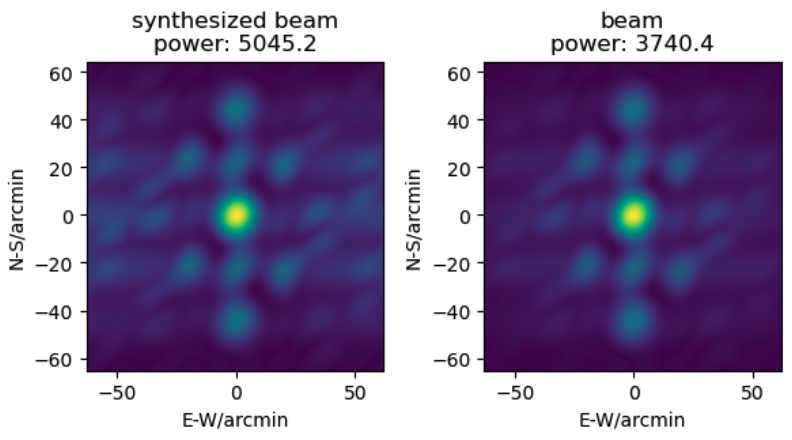 synthesized beam
power: 5045.2
60
40
20
0
−20
−40
−60
N-S/arcmin
−50
0
50
E-W/arcmin
beam
power: 3740.4
60
40
20
0
−20
−40
−60
N-S/arcmin
−50
0
50
E-W/arcmin